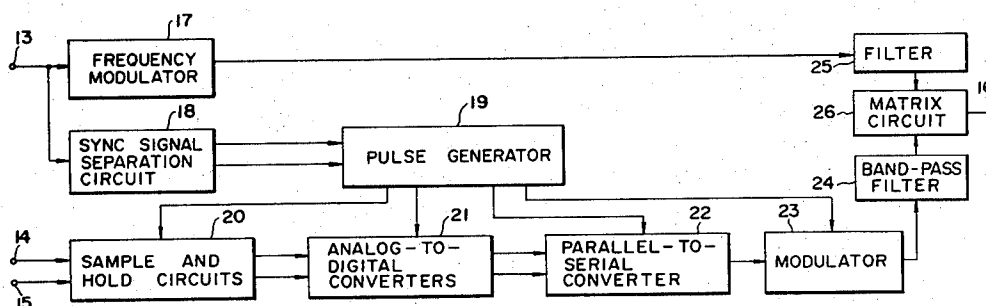 17
13
FREQUENCY
MODULATOR
FILTER
25
18
19
16
26
MATRIX
CIRCUIT
SYNC SIGNAL
SEPARATION
CIRCUIT
PULSE GENERATOR
24
BAND-PASS
FILTER
20
21
22
23
14
SAMPLE AND
HOLD CIRCUITS
ANALOG-TO-
DIGITAL
CONVERTERS
PARALLEL-TO-
SERIAL
CONVERTER
MODULATOR
15